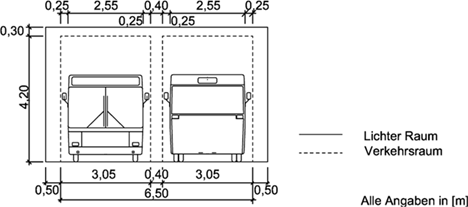 0,25 2,55 0,40 2,55 0,25
0,25 0,25
0,30
4,20
Lichter Raum
Verkehrsraum
3,05 0,40 3,05
0,50 0,50
6,50
Alle Angaben in [m]